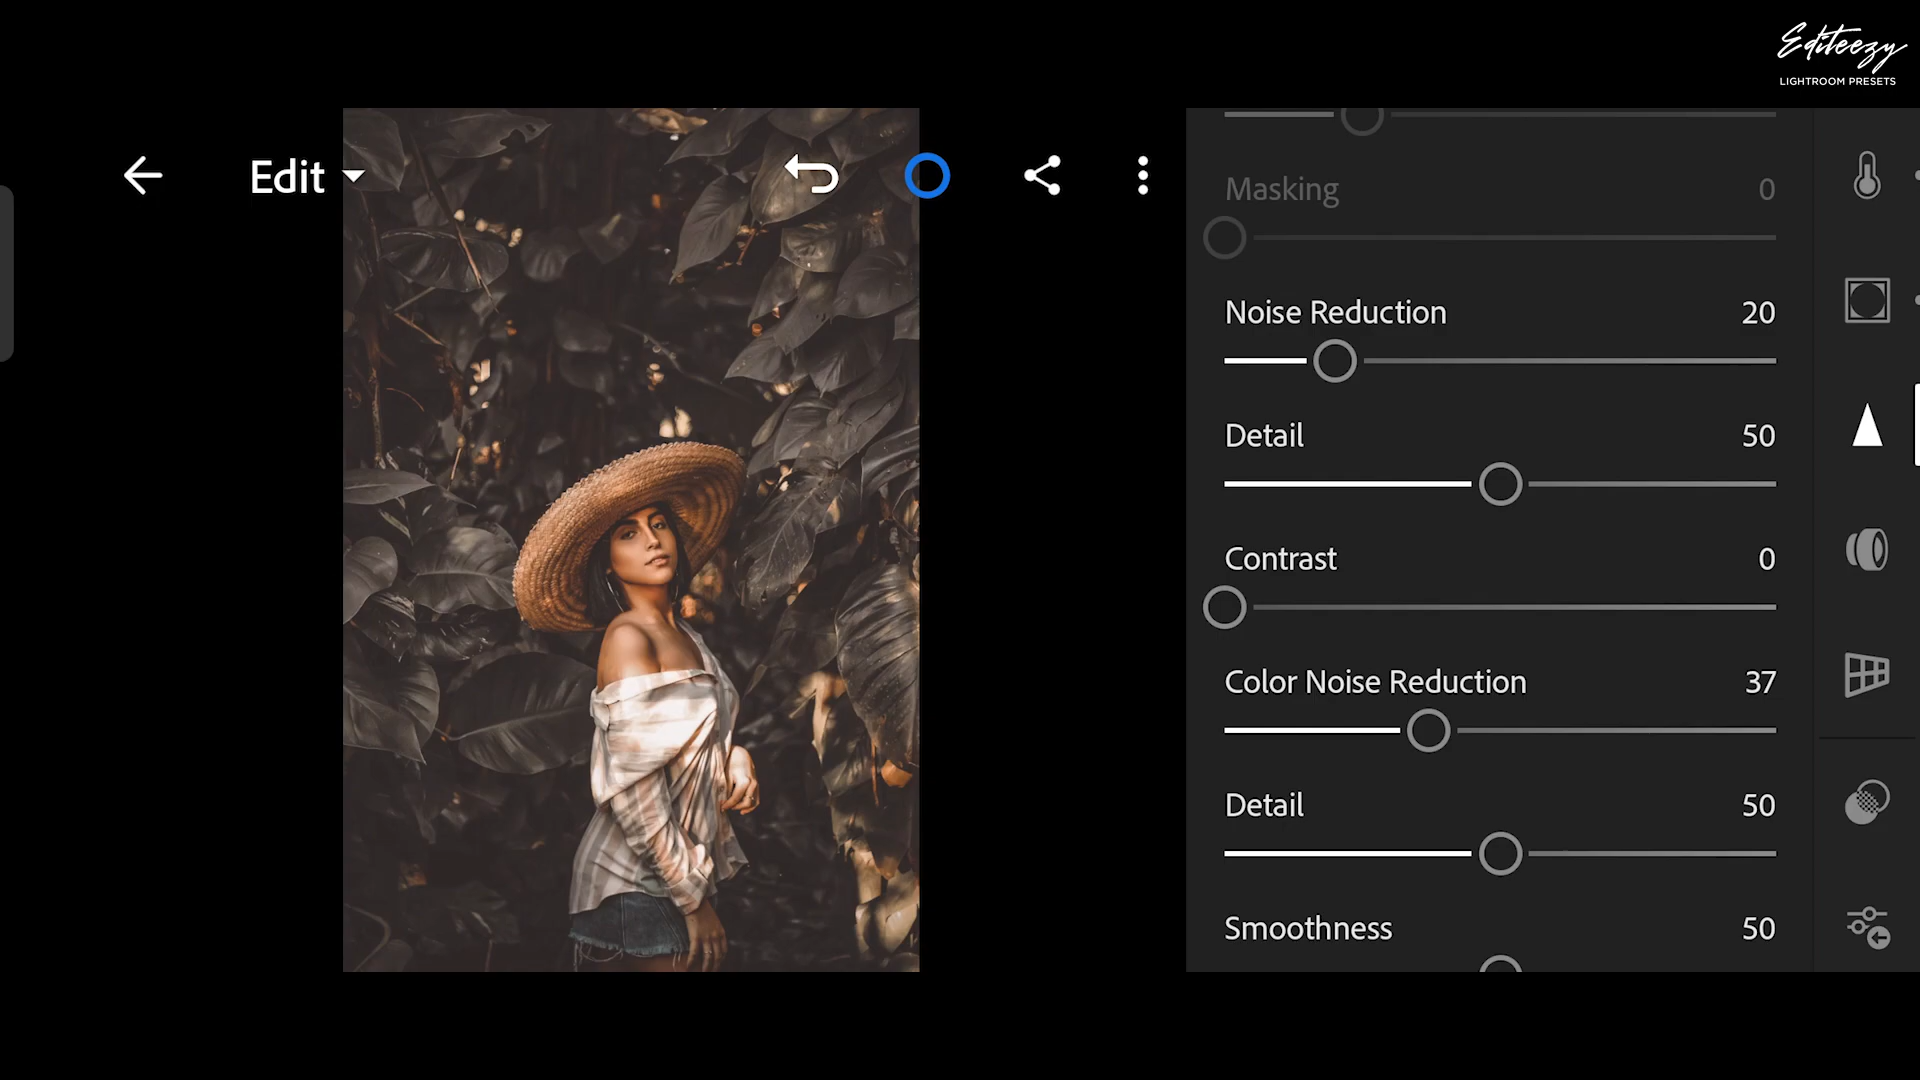 Editeezy
LIGHTROOM PRESETS
Edit
Masking 0
Noise Reduction 20
Detail 50
Contrast 0
Color Noise Reduction 37
Detail 50
Smoothness 50